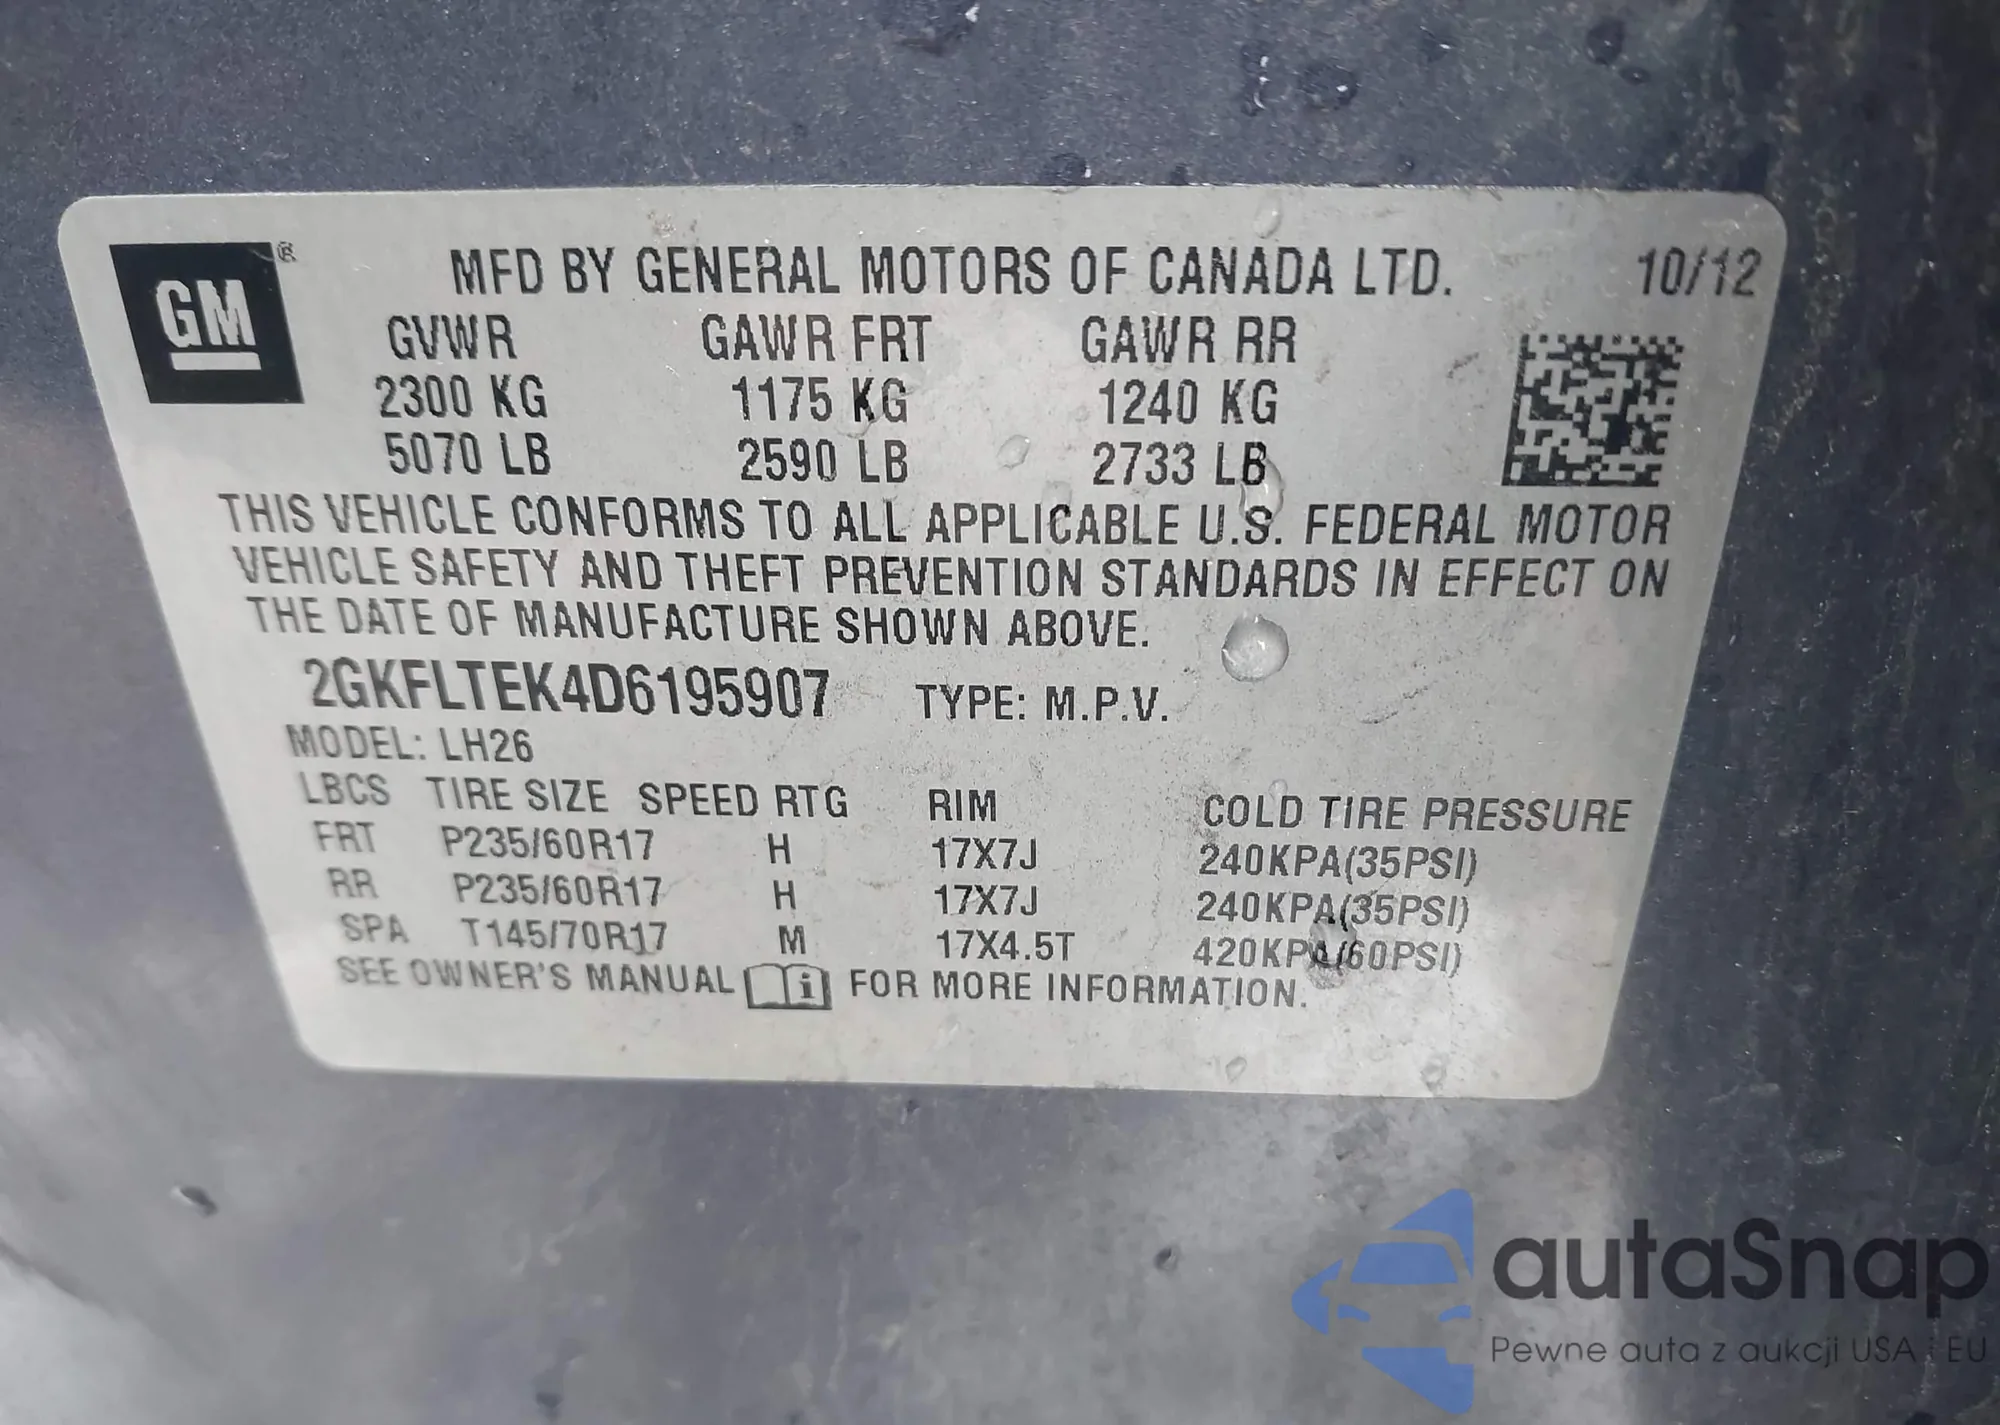 GM ® MFD BY GENERAL MOTORS OF CANADA LTD. 10/12
GVWR GAWR FRT GAWR RR
2300 KG 1175 KG 1240 KG
5070 LB 2590 LB 2733 LB
THIS VEHICLE CONFORMS TO ALL APPLICABLE U.S. FEDERAL MOTOR
VEHICLE SAFETY AND THEFT PREVENTION STANDARDS IN EFFECT ON
THE DATE OF MANUFACTURE SHOWN ABOVE.
2GKFLTEK4D6195907 TYPE: M.P.V.
MODEL: LH26
LBCS TIRE SIZE SPEED RTG RIM COLD TIRE PRESSURE
FRT P235/60R17 H 17X7J 240KPA(35PSI)
RR P235/60R17 H 17X7J 240KPA(35PSI)
SPA T145/70R17 M 17X4.5T 420KPA(60PSI)
SEE OWNER'S MANUAL i FOR MORE INFORMATION.
autaSnap
Pewne auta z aukcji USA i EU